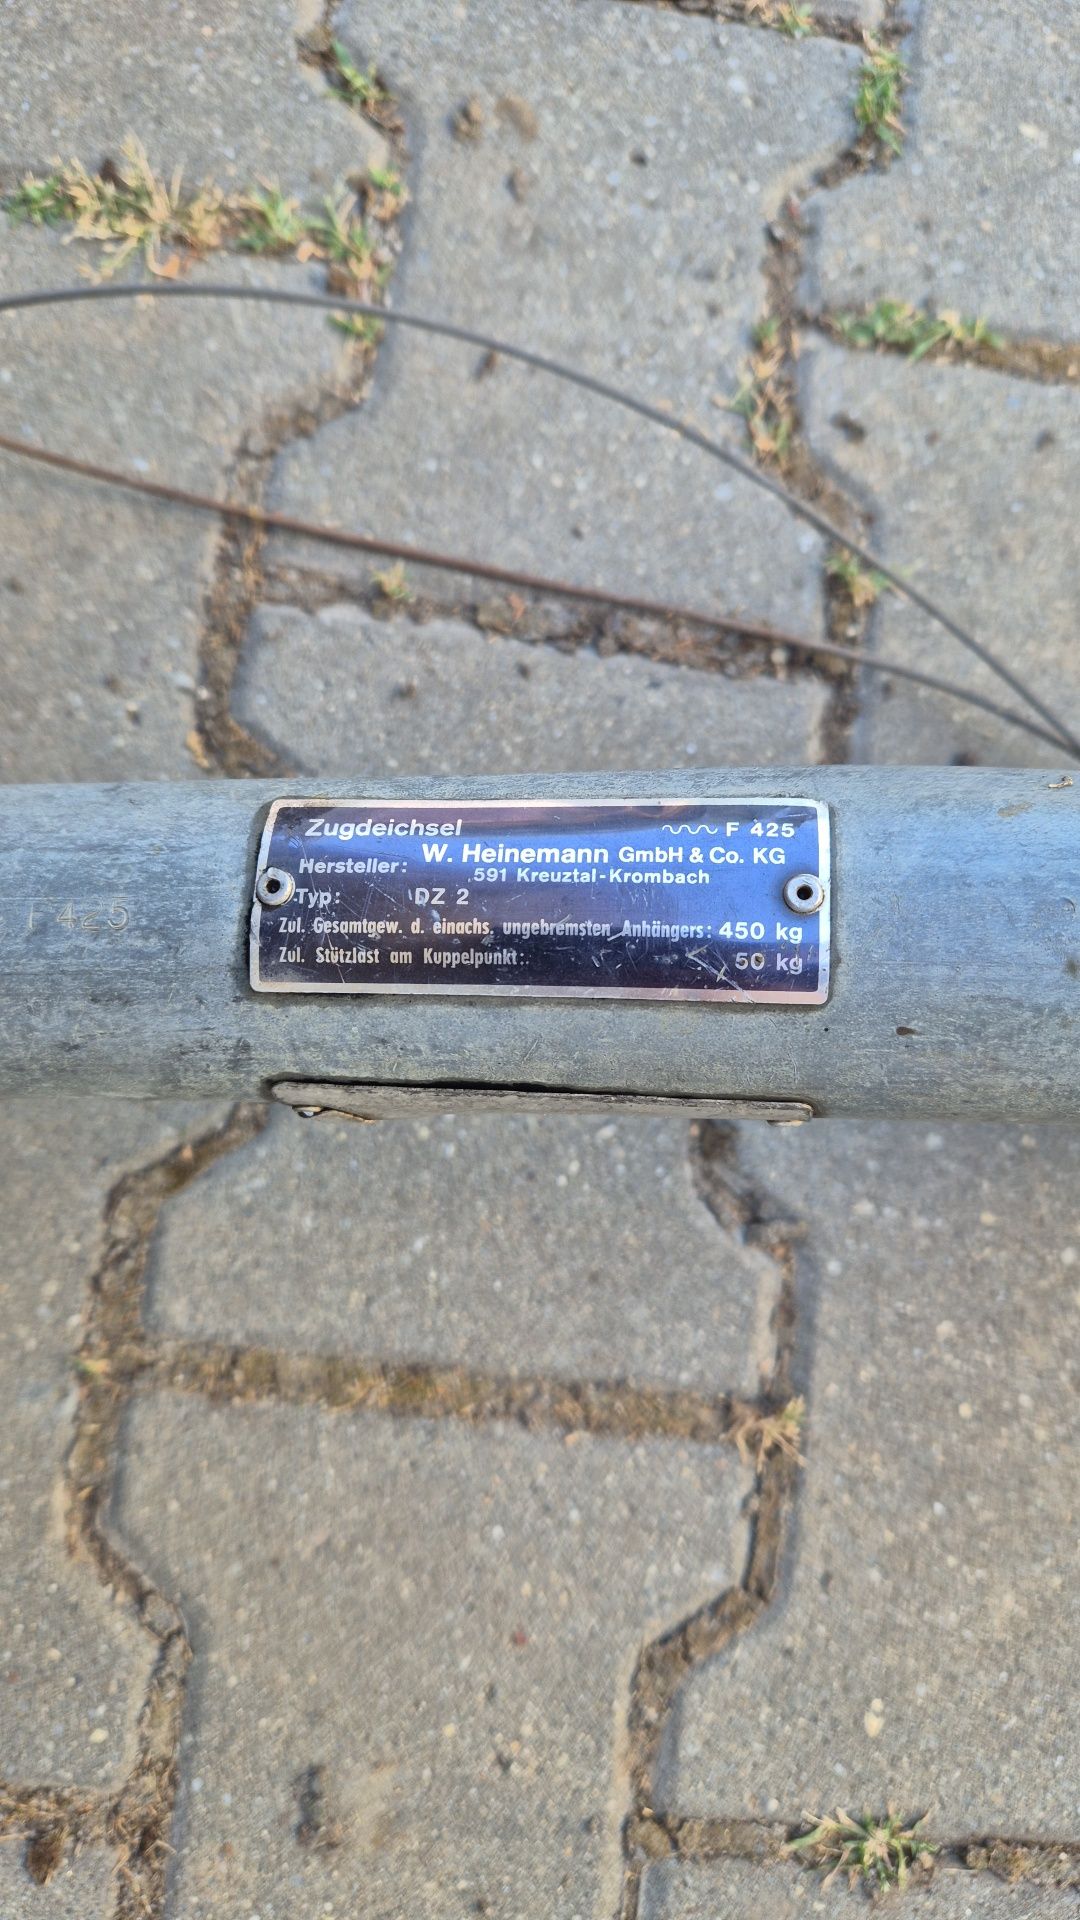 Zugdeichsel F 425
W. Heinemann GmbH & Co. KG
Hersteller: 591 Kreuztal-Krombach
Typ: DZ 2
Zul. Gesamtgew. d. einachs. ungebremsten Anhängers: 450 kg
Zul. Stützlast am Kuppelpunkt: 50 kg
F 425